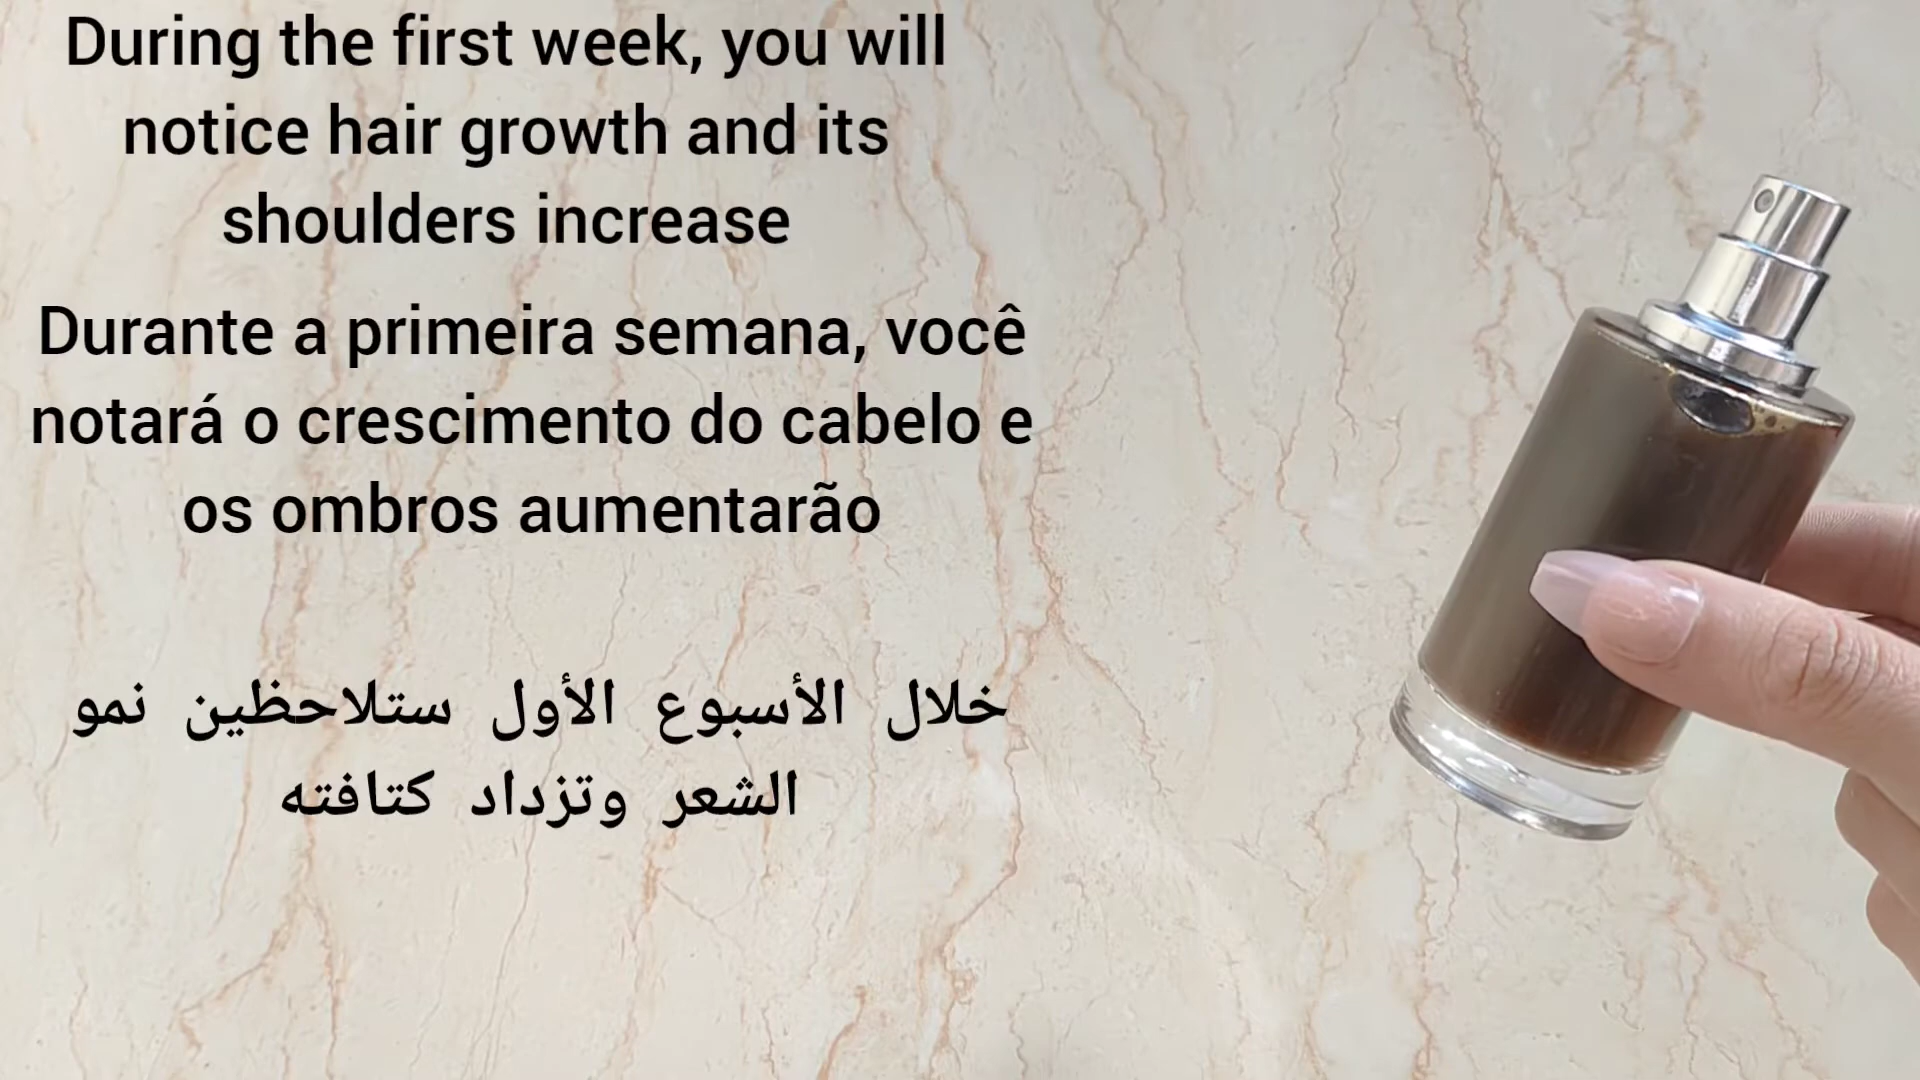 During the first week, you will
notice hair growth and its
shoulders increase
Durante a primeira semana, você
notará o crescimento do cabelo e
os ombros aumentarão
خلال الأسبوع الأول ستلاحظين نمو
الشعر وتزداد كتافته